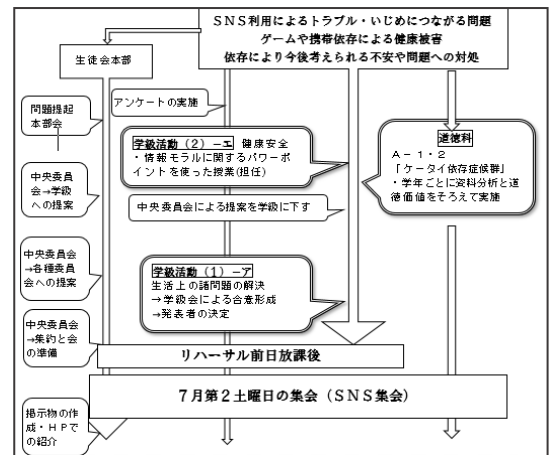 SNS利用によるトラブル・いじめにつながる問題
ゲームや携帯依存による健康被害
依存により今後考えられる不安や問題への対処
生徒会本部
問題提起
本部会
アンケートの実施
学級活動（2）－エ　健康安全
・情報モラルに関するパワーポ
イントを使った授業(担任)
道徳科
A－1・2
「ケータイ依存症候群」
・学年ごとに資料分析と道
徳価値をそろえて実施
中央委員
会→学級
への提案
中央委員会による提案を学級に下す
中央委員会
→各種委員
会への提案
学級活動（1）－ア
生活上の諸問題の解決
→学級会による合意形成
→発表者の決定
中央委員会
→集約と会
の準備
リハーサル前日放課後
7月第2土曜日の集会（SNS集会）
掲示物の作
成・HPで
の紹介